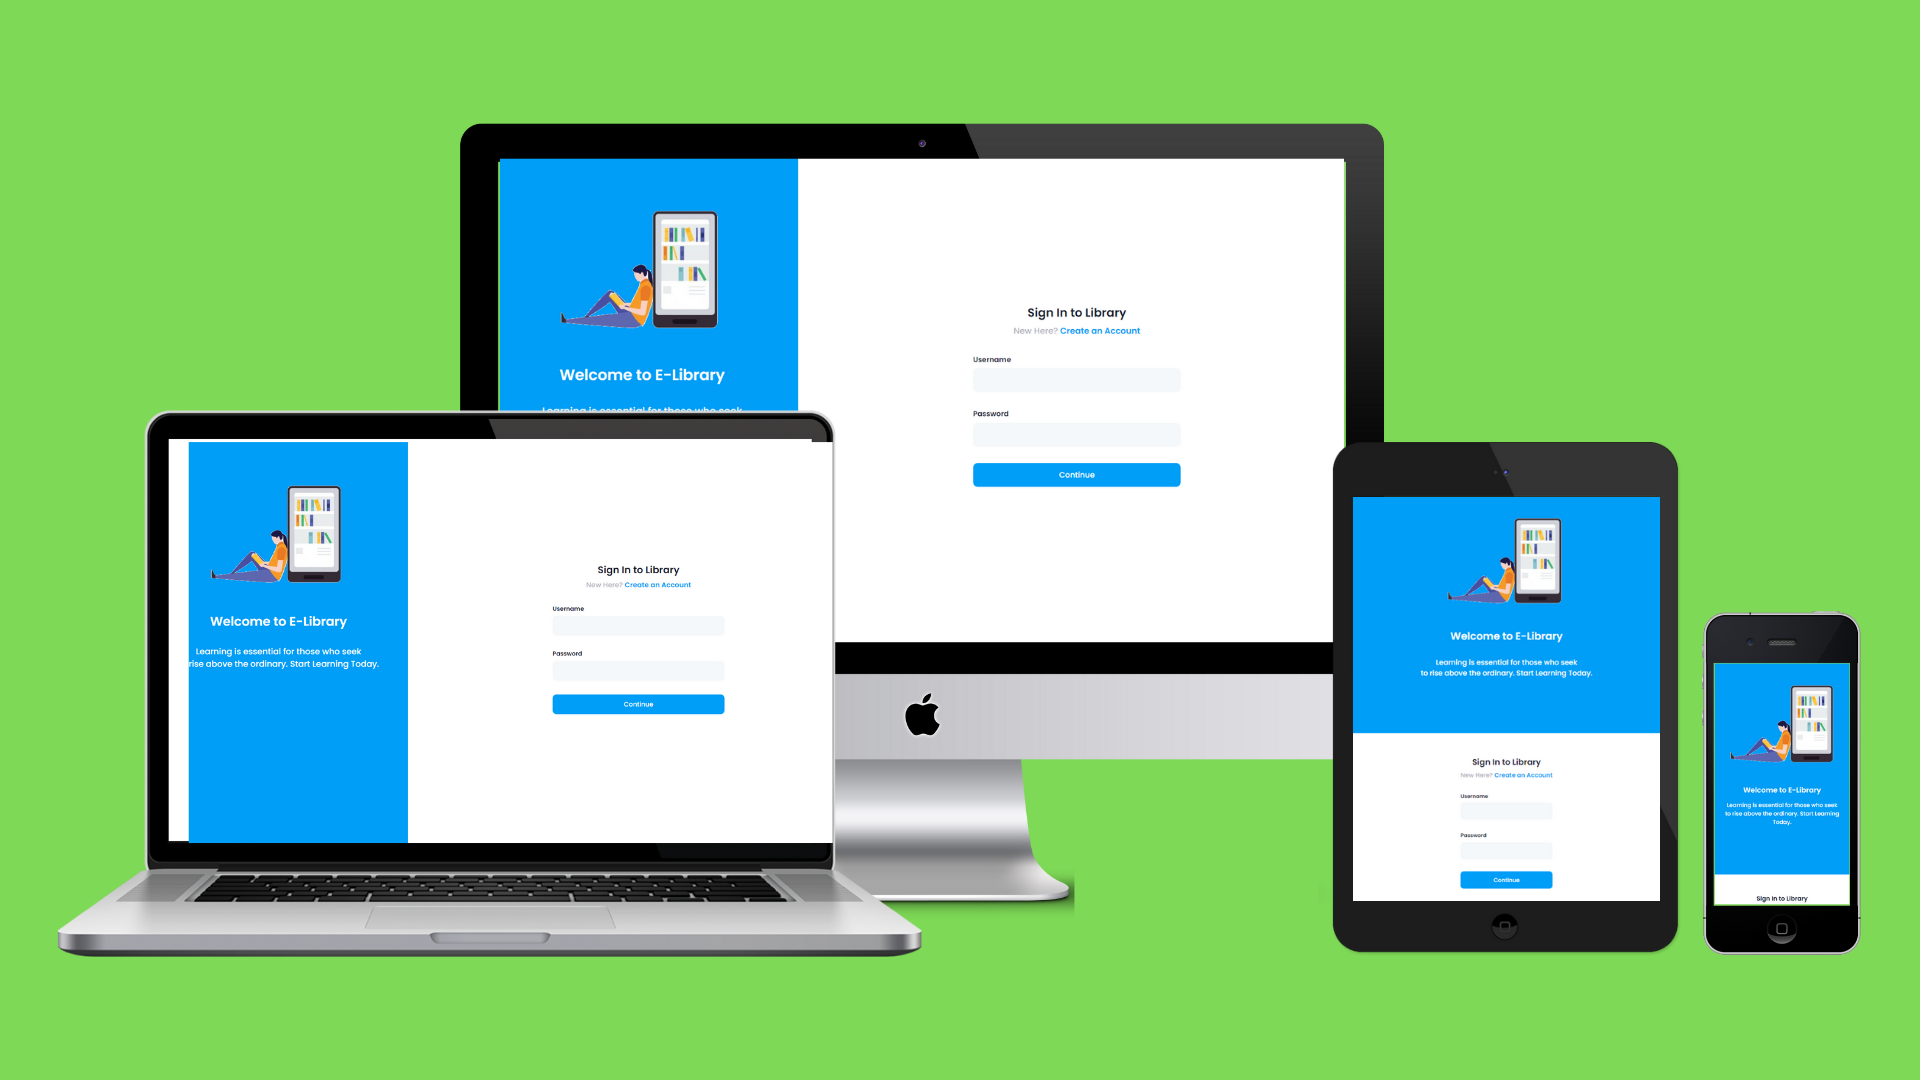 Welcome to E-Library
Learning is essential for those who seek
Sign In to Library
New Here? Create an Account
Username
Password
Continue
Welcome to E-Library
Learning is essential for those who seek
rise above the ordinary. Start Learning Today.
Sign In to Library
New Here? Create an Account
Username
Password
Continue
Welcome to E-Library
Learning is essential for those who seek
to rise above the ordinary. Start Learning Today.
Sign In to Library
New Here? Create an Account
Username
Password
Continue
Welcome to E-Library
Learning is essential for those who seek
to rise above the ordinary. Start Learning
Today.
Sign In to Library